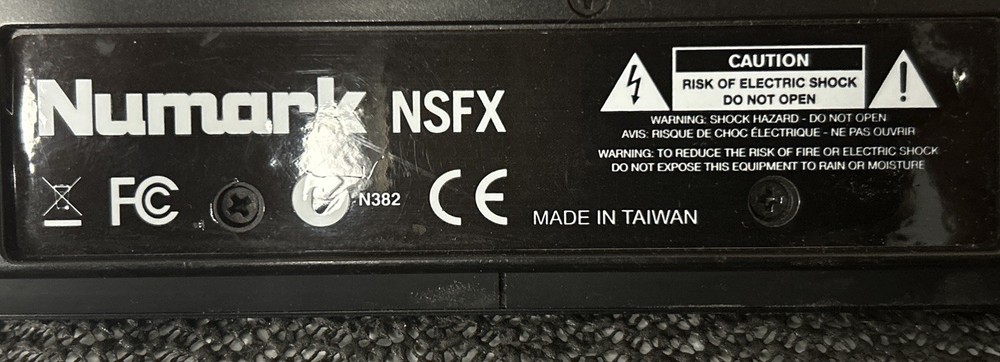 Numark NSFX
FC
N382
CE
MADE IN TAIWAN
CAUTION
RISK OF ELECTRIC SHOCK
DO NOT OPEN
WARNING: SHOCK HAZARD - DO NOT OPEN
AVIS: RISQUE DE CHOC ÉLECTRIQUE - NE PAS OUVRIR
WARNING: TO REDUCE THE RISK OF FIRE OR ELECTRIC SHOCK
DO NOT EXPOSE THIS EQUIPMENT TO RAIN OR MOISTURE